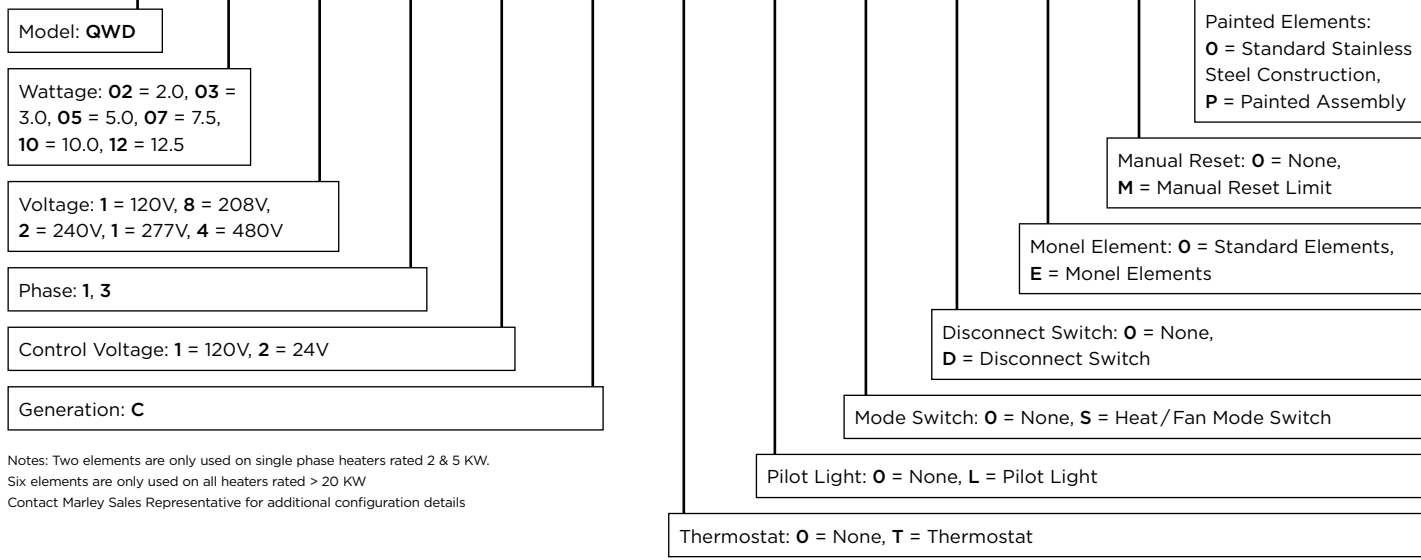 Model: QWD
Wattage: 02 = 2.0, 03 =
3.0, 05 = 5.0, 07 = 7.5,
10 = 10.0, 12 = 12.5
Voltage: 1 = 120V, 8 = 208V,
2 = 240V, 1 = 277V, 4 = 480V
Phase: 1, 3
Control Voltage: 1 = 120V, 2 = 24V
Generation: C
Notes: Two elements are only used on single phase heaters rated 2 & 5 KW.
Six elements are only used on all heaters rated > 20 KW
Contact Marley Sales Representative for additional configuration details
Painted Elements:
0 = Standard Stainless
Steel Construction,
P = Painted Assembly
Manual Reset: 0 = None,
M = Manual Reset Limit
Monel Element: 0 = Standard Elements,
E = Monel Elements
Disconnect Switch: 0 = None,
D = Disconnect Switch
Mode Switch: 0 = None, S = Heat/Fan Mode Switch
Pilot Light: 0 = None, L = Pilot Light
Thermostat: 0 = None, T = Thermostat